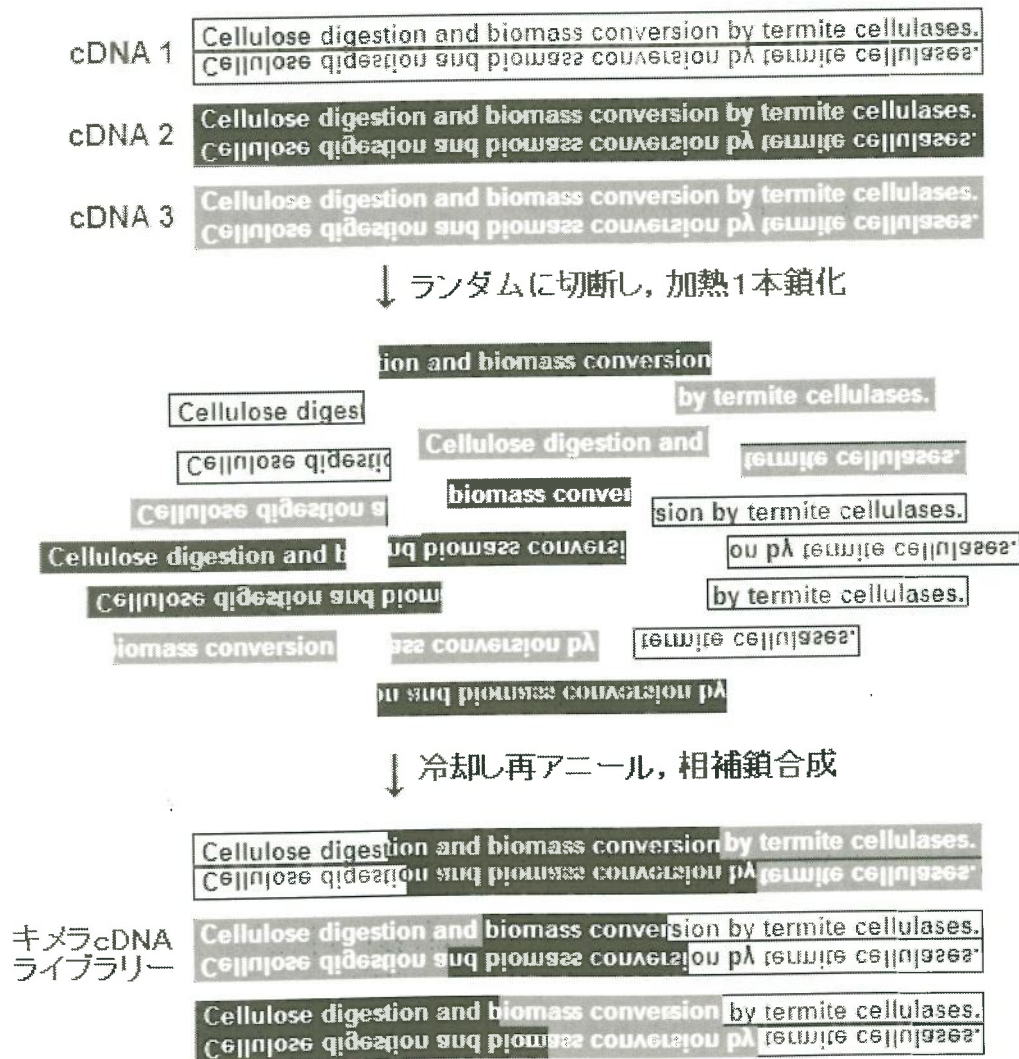 cDNA 1
Cellulose digestion and biomass conversion by termite cellulases.
Cellulose digestion and biomass conversion by termite cellulases.
cDNA 2
Cellulose digestion and biomass conversion by termite cellulases.
Cellulose digestion and biomass conversion by termite cellulases.
cDNA 3
Cellulose digestion and biomass conversion by termite cellulases.
Cellulose digestion and biomass conversion by termite cellulases.
↓ ランダムに切断し, 加熱1本鎖化
ion and biomass conversion
by termite cellulases.
Cellulose digest
Cellulose digestion and
Cellulose digestic
termite cellulases.
biomass conver
Cellulose digestion a
sion by termite cellulases.
Cellulose digestion and b
nd biomass conversi
on by termite cellulases.
Cellulose digestion and biom
by termite cellulases.
iomass conversion
ass conversion by
termite cellulases.
on and biomass conversion by
↓ 冷却し再アニール, 相補鎖合成
Cellulose digestion and biomass conversion by termite cellulases.
Cellulose digestion and biomass conversion by termite cellulases.
キメラcDNA
ライブラリー
Cellulose digestion and biomass conversion by termite cellulases.
Cellulose digestion and biomass conversion by termite cellulases.
Cellulose digestion and biomass conversion by termite cellulases.
Cellulose digestion and biomass conversion by termite cellulases.